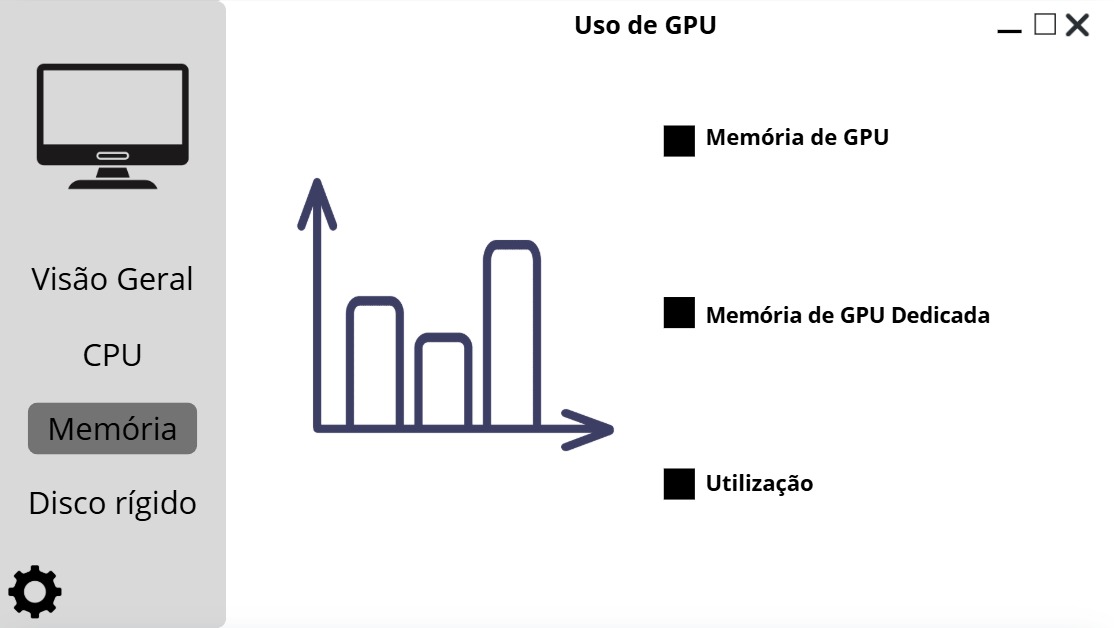 Uso de GPU
Visão Geral
CPU
Memória
Disco rígido
Memória de GPU
Memória de GPU Dedicada
Utilização